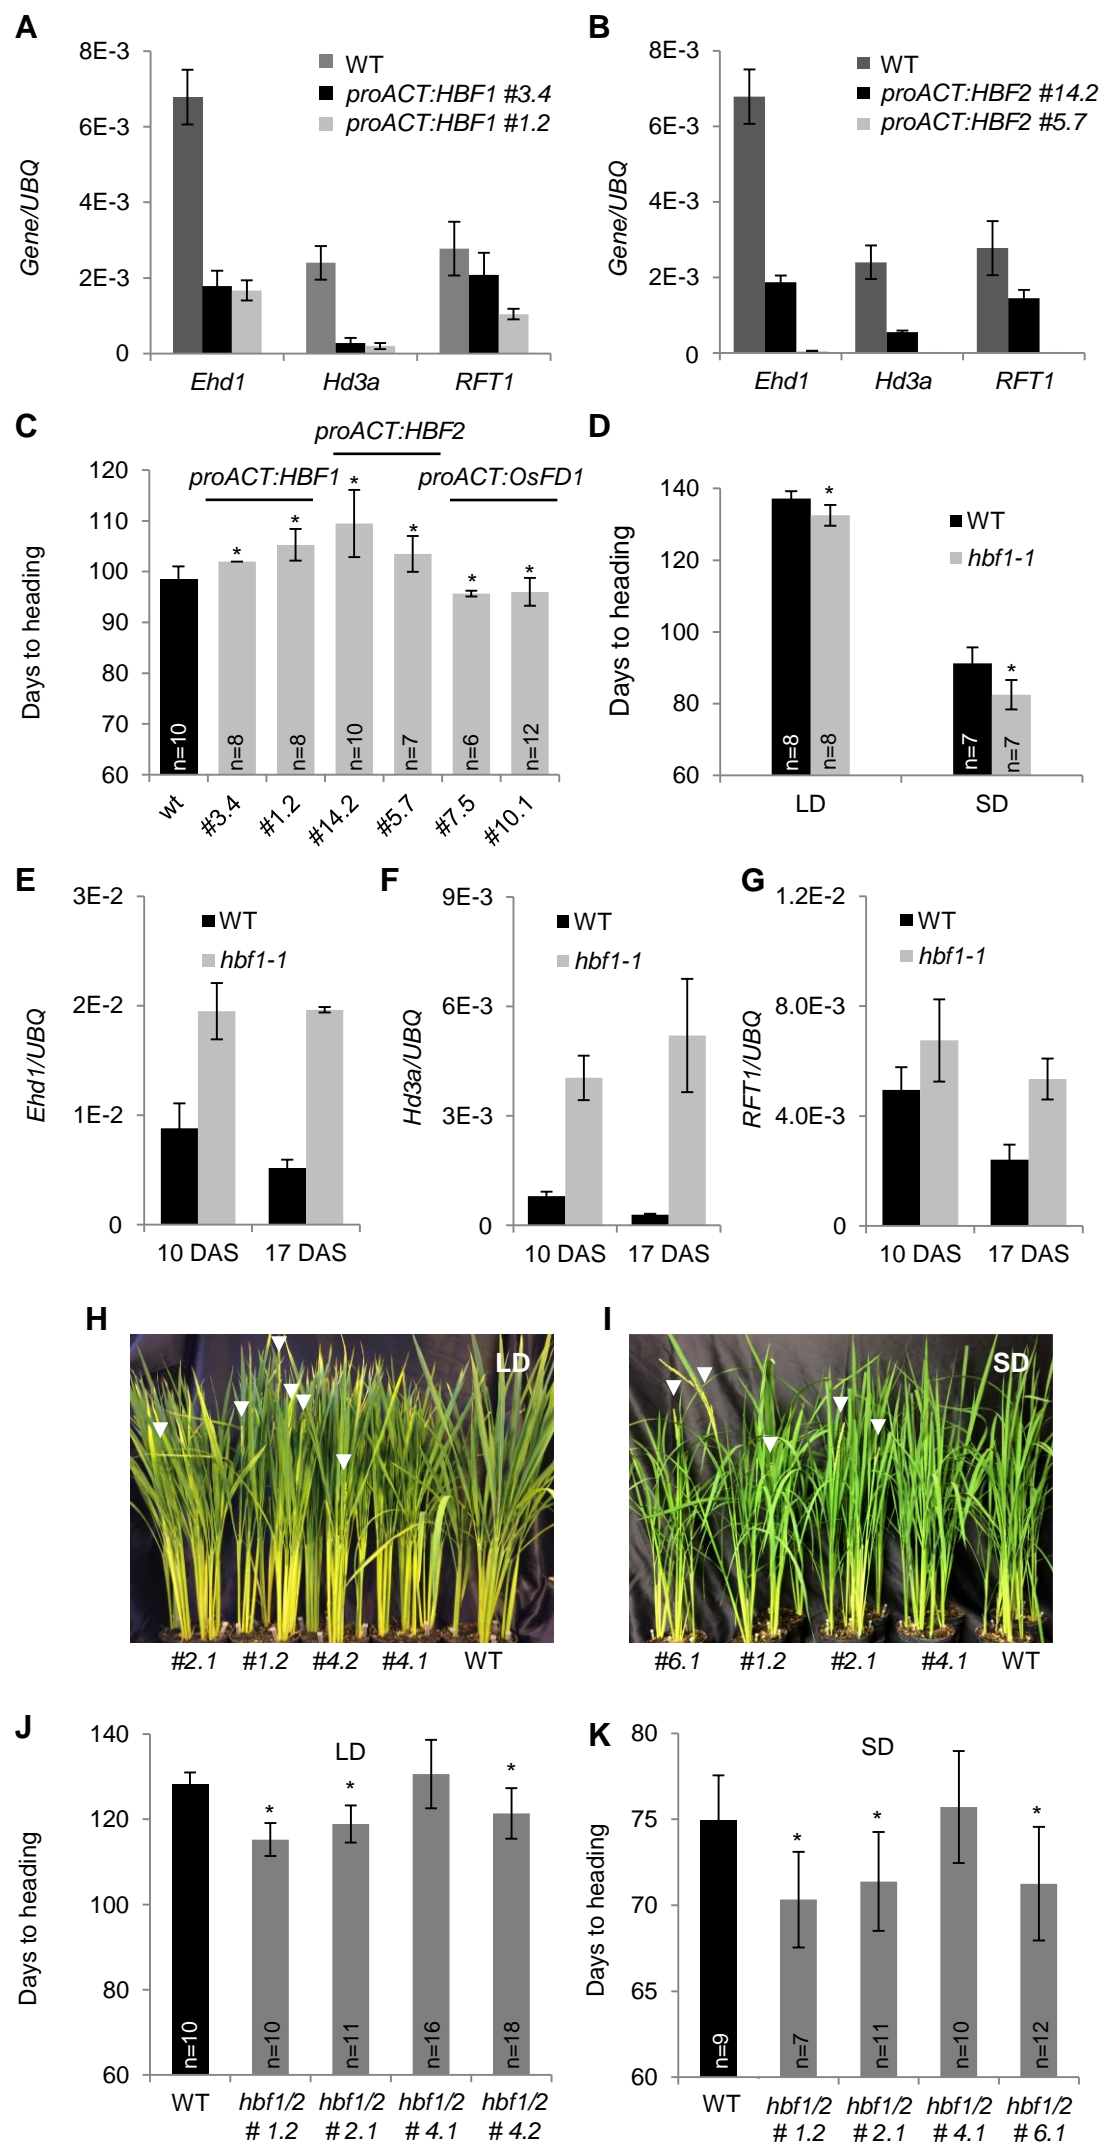 A
8E-3
6E-3
4E-3
2E-3
0
Gene/UBQ
WT
proACT:HBF1 #3.4
proACT:HBF1 #1.2
Ehd1 Hd3a RFT1
B
8E-3
6E-3
4E-3
2E-3
0
Gene/UBQ
WT
proACT:HBF2 #14.2
proACT:HBF2 #5.7
Ehd1 Hd3a RFT1
C
proACT:HBF2
proACT:HBF1 proACT:OsFD1
120
110
100
90
80
70
60
Days to heading
* * * * * *
n=10 n=8 n=8 n=10 n=7 n=6 n=12
wt #3.4 #1.2 #14.2 #5.7 #7.5 #10.1
D
140
120
100
80
60
Days to heading
WT
hbf1-1
* *
n=8 n=8 n=7 n=7
LD SD
E
3E-2
2E-2
1E-2
0
Ehd1/UBQ
WT
hbf1-1
10 DAS 17 DAS
F
9E-3
6E-3
3E-3
0
Hd3a/UBQ
WT
hbf1-1
10 DAS 17 DAS
G
1.2E-2
8.0E-3
4.0E-3
0
RFT1/UBQ
WT
hbf1-1
10 DAS 17 DAS
H
LD
#2.1 #1.2 #4.2 #4.1 WT
I
SD
#6.1 #1.2 #2.1 #4.1 WT
J
140
120
100
80
60
Days to heading
LD
* * *
n=10 n=10 n=11 n=16 n=18
WT hbf1/2 hbf1/2 hbf1/2 hbf1/2
# 1.2 # 2.1 # 4.1 # 4.2
K
80
75
70
65
60
Days to heading
SD
* * *
n=9 n=7 n=11 n=10 n=12
WT hbf1/2 hbf1/2 hbf1/2 hbf1/2
# 1.2 # 2.1 # 4.1 # 6.1